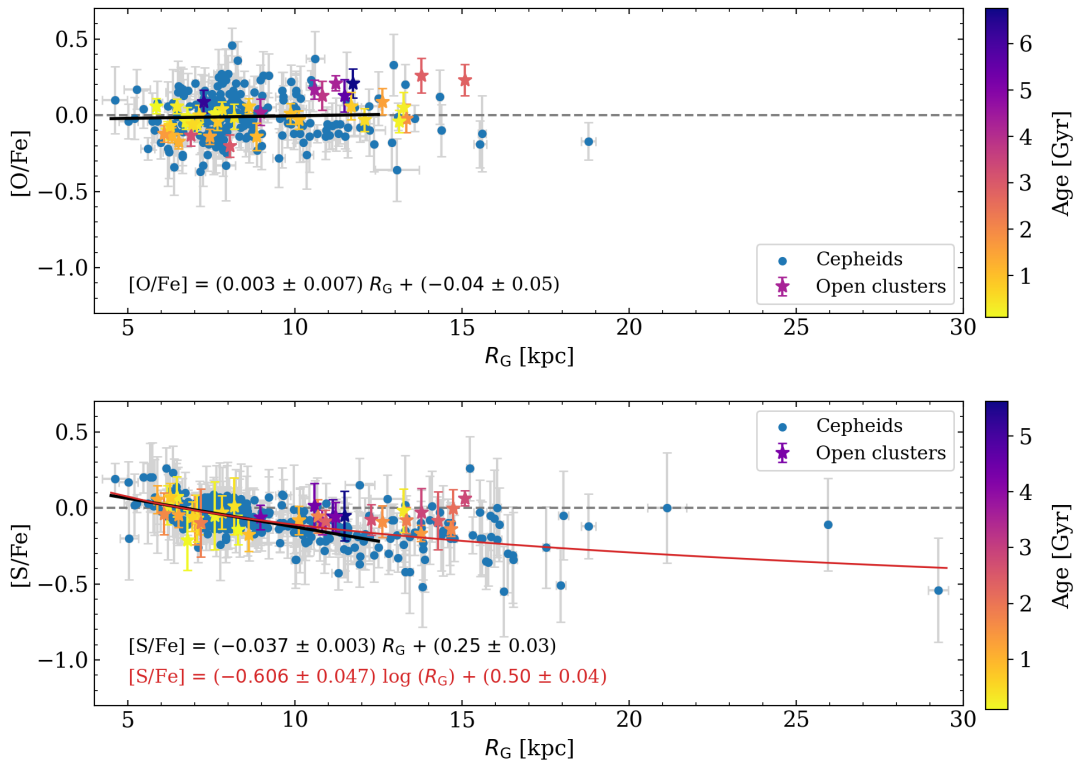 0.5
0.0
−0.5
−1.0
[O/Fe]
[O/Fe] = (0.003 ± 0.007) R_G + (−0.04 ± 0.05)
Cepheids
Open clusters
5
10
15
20
25
30
R_G [kpc]
6
5
4
3
2
1
Age [Gyr]
0.5
0.0
−0.5
−1.0
[S/Fe]
Cepheids
Open clusters
[S/Fe] = (−0.037 ± 0.003) R_G + (0.25 ± 0.03)
[S/Fe] = (−0.606 ± 0.047) log (R_G) + (0.50 ± 0.04)
5
10
15
20
25
30
R_G [kpc]
5
4
3
2
1
Age [Gyr]